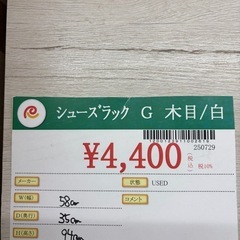 シューズラック G 木目/白
250729
¥4,400
(税込)
税10%
メーカー
状態 USED
W(幅) 58cm
コメント
D(奥行) 35cm
H(高さ) 94cm